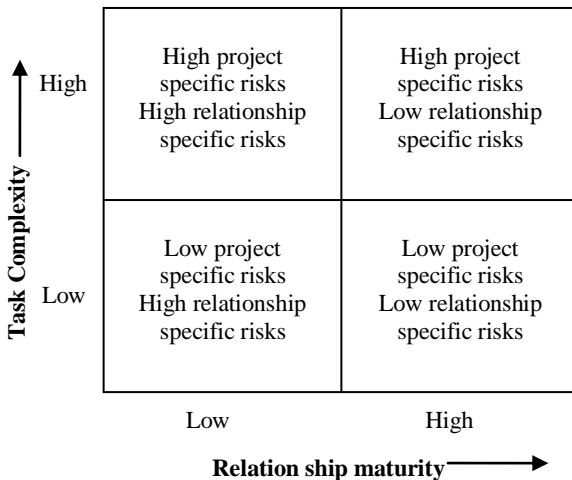 High project
specific risks
High relationship
specific risks
High project
specific risks
Low relationship
specific risks
High
Task Complexity
Low project
specific risks
High relationship
specific risks
Low project
specific risks
Low relationship
specific risks
Low
Low
High
Relation ship maturity